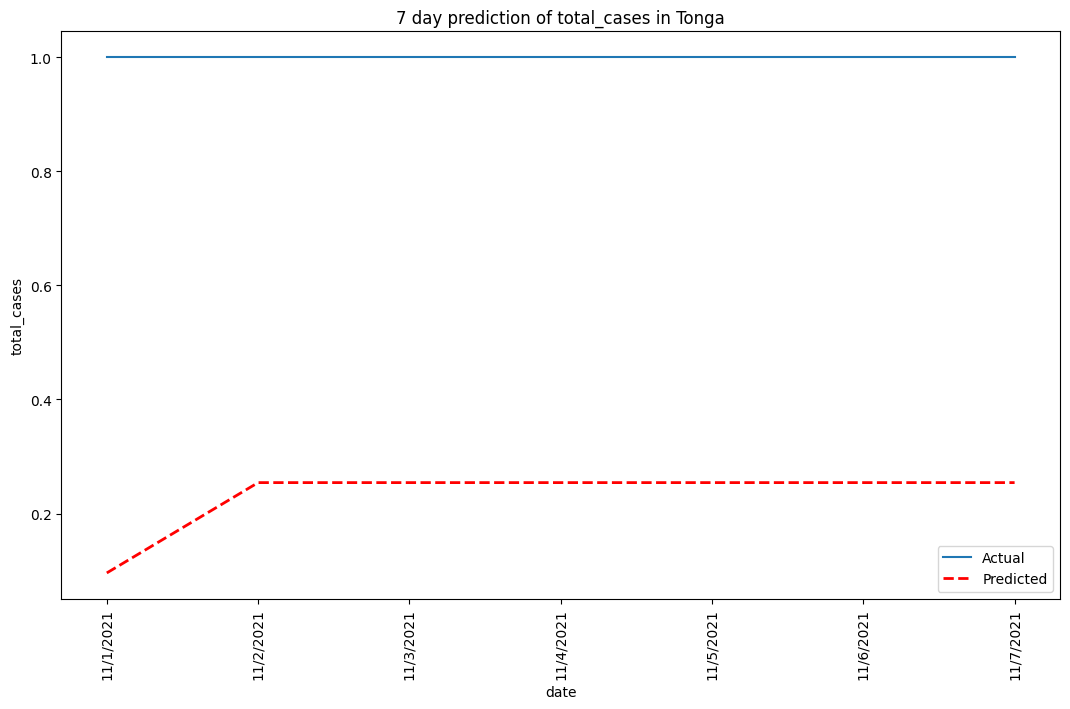 7 day prediction of total_cases in Tonga
total_cases
1.0
0.8
0.6
0.4
0.2
Actual
Predicted
11/1/2021
11/2/2021
11/3/2021
11/4/2021
11/5/2021
11/6/2021
11/7/2021
date